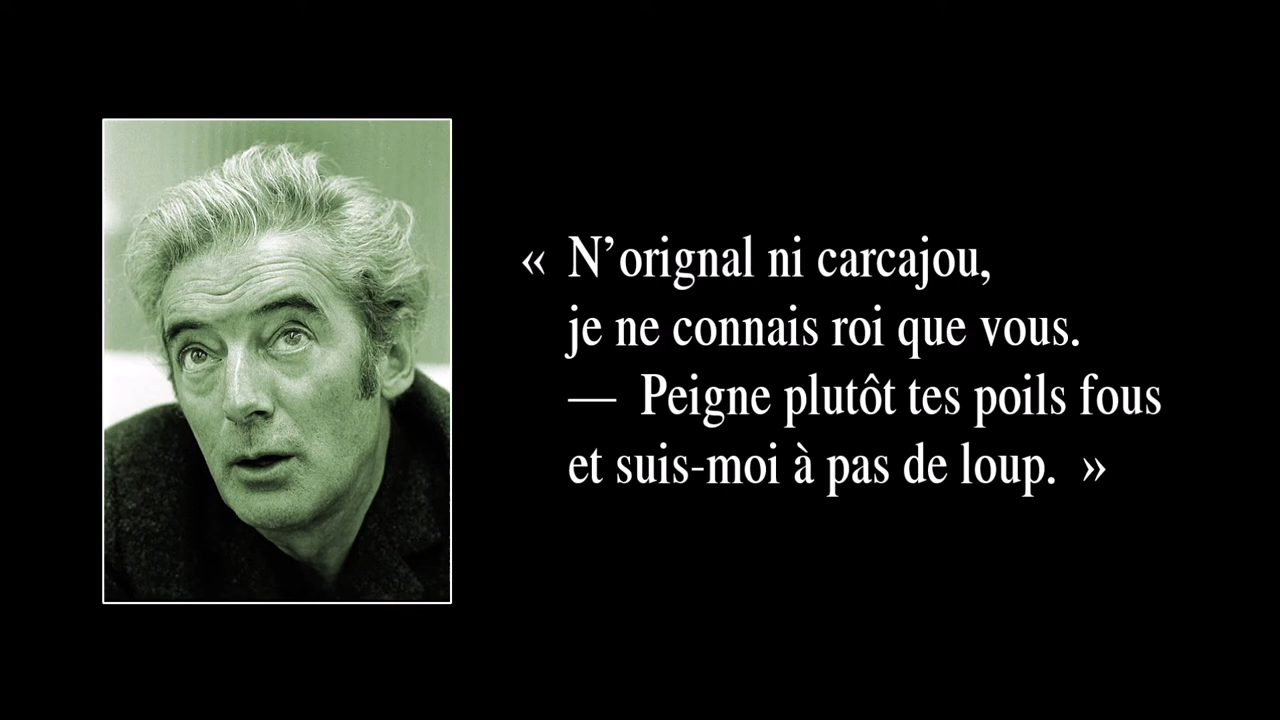 « N’orignal ni carcajou,
je ne connais roi que vous.
— Peigne plutôt tes poils fous
et suis-moi à pas de loup. »